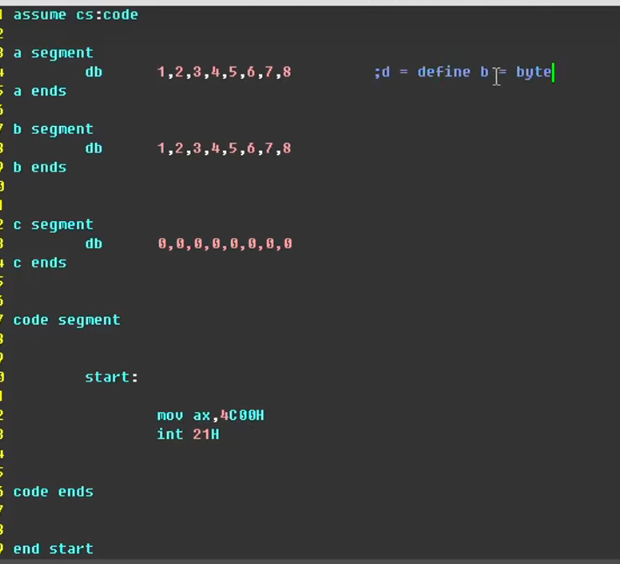 1 assume cs:code
2
3 a segment
4 db 1,2,3,4,5,6,7,8 ;d = define b = byte
5 a ends
6
7 b segment
8 db 1,2,3,4,5,6,7,8
9 b ends
0
1
2 c segment
3 db 0,0,0,0,0,0,0,0
4 c ends
5
6
7 code segment
8
9
0 start:
1
2 mov ax,4C00H
3 int 21H
4
5
6 code ends
7
8
9 end start